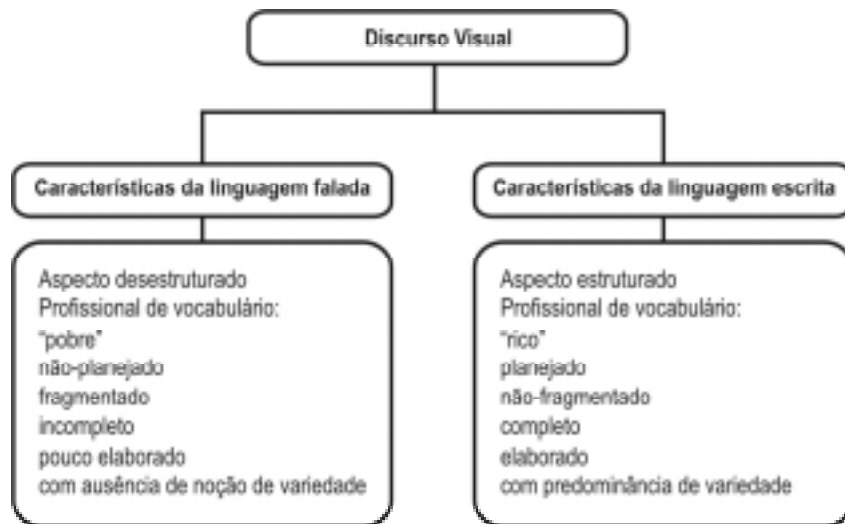 Discurso Visual
Características da linguagem falada
Características da linguagem escrita
Aspecto desestruturado
Profissional de vocabulário:
"pobre"
não-planejado
fragmentado
incompleto
pouco elaborado
com ausência de noção de variedade
Aspecto estruturado
Profissional de vocabulário:
"rico"
planejado
não-fragmentado
completo
elaborado
com predominância de variedade